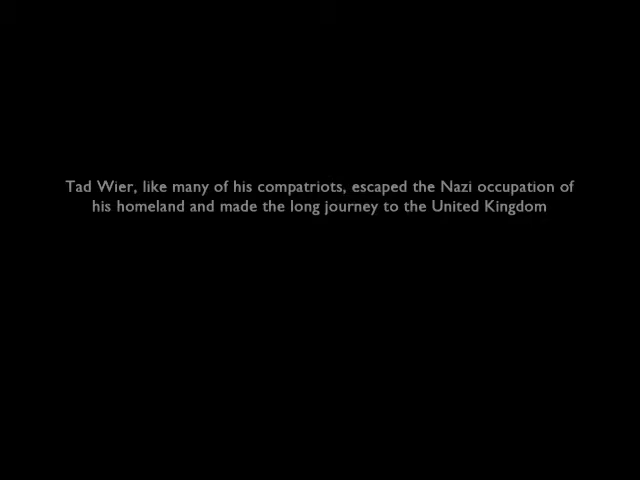 Tad Wier, like many of his compatriots, escaped the Nazi occupation of
his homeland and made the long journey to the United Kingdom